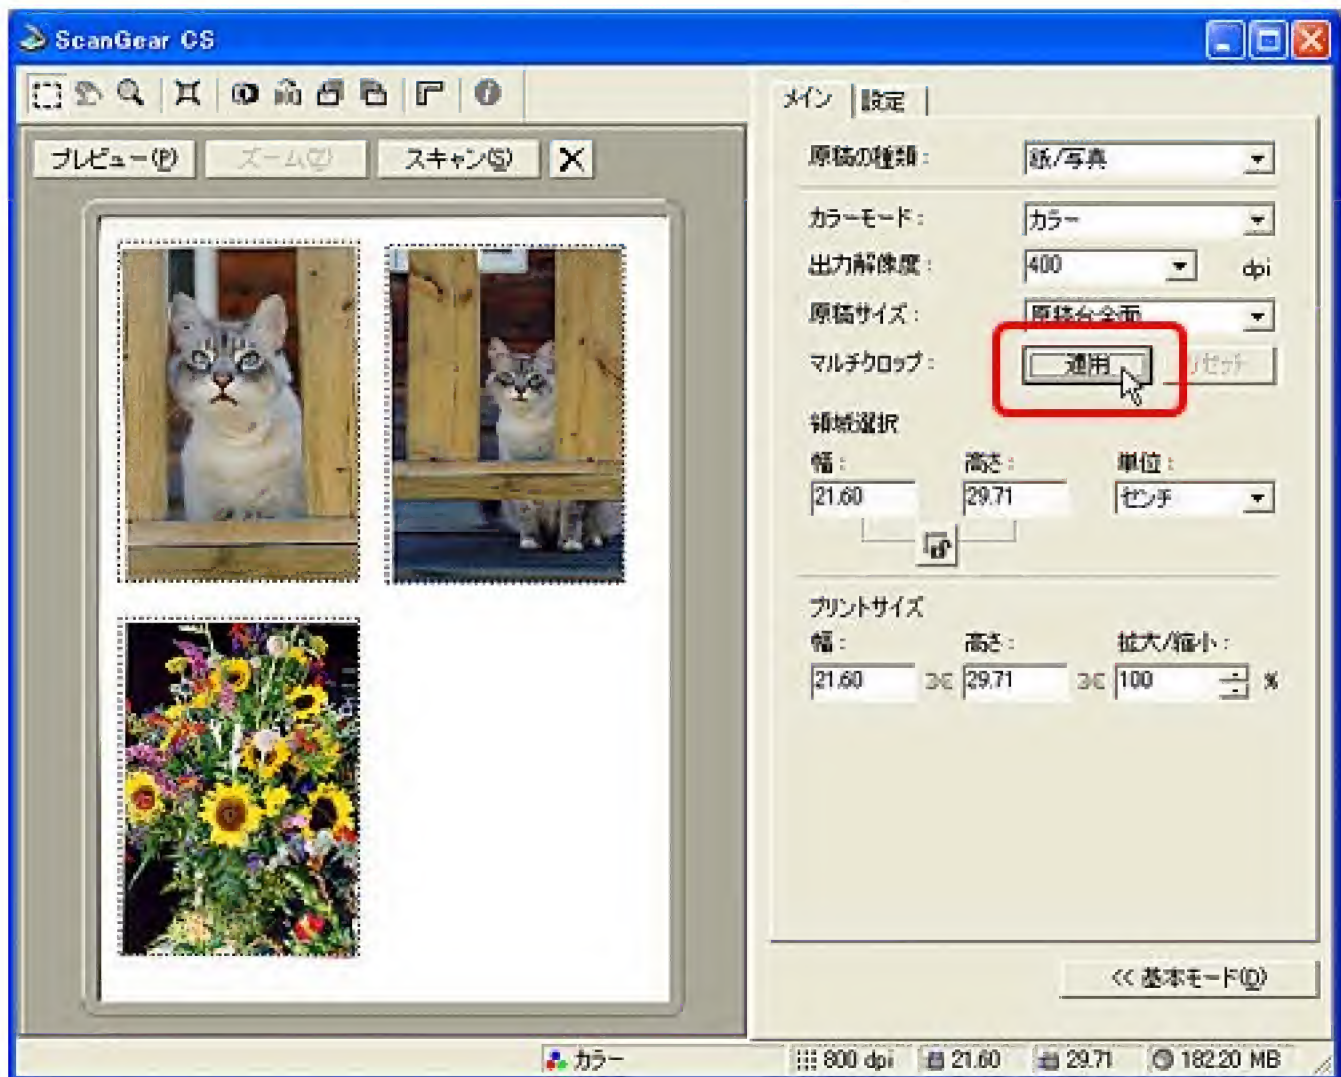 ScanGear CS
プレビュー(P) ズーム(Z) スキャン(S)
メイン 設定
原稿の種類： 紙/写真
カラーモード： カラー
出力解像度： 400 dpi
原稿サイズ： 原稿台全面
マルチクロップ： 適用 リセット
領域選択
幅： 高さ： 単位：
21.60 29.71 センチ
プリントサイズ
幅： 高さ： 拡大/縮小：
21.60 29.71 100 %
<< 基本モード(D)
カラー 800 dpi 21.60 29.71 182.20 MB